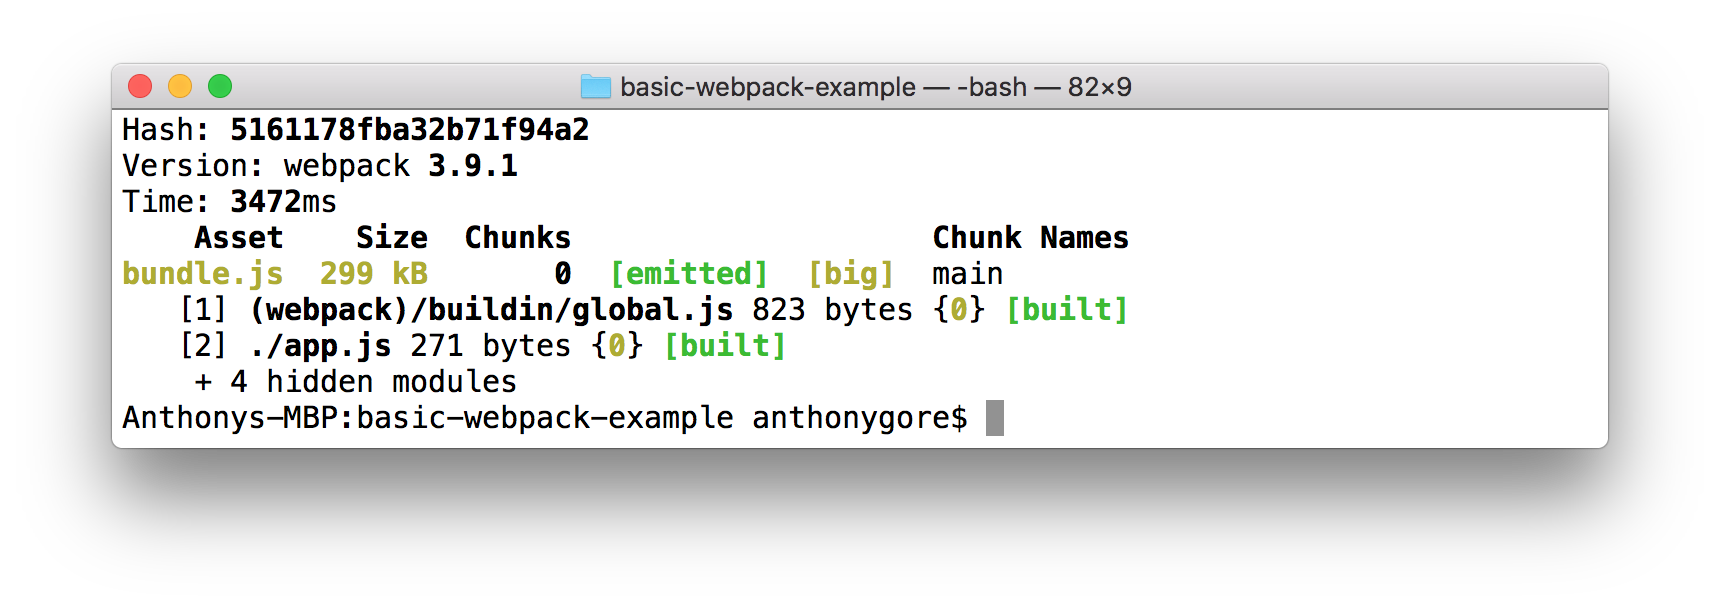 basic-webpack-example — -bash — 82×9
Hash: 5161178fba32b71f94a2
Version: webpack 3.9.1
Time: 3472ms
    Asset    Size  Chunks                    Chunk Names
bundle.js  299 kB       0  [emitted]  [big]  main
   [1] (webpack)/buildin/global.js 823 bytes {0} [built]
   [2] ./app.js 271 bytes {0} [built]
    + 4 hidden modules
Anthonys-MBP:basic-webpack-example anthonygore$